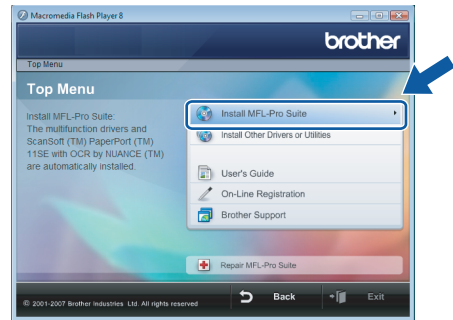 Macromedia Flash Player 8
brother
Top Menu
Top Menu
Install MFL-Pro Suite:
The multifunction drivers and
ScanSoft (TM) PaperPort (TM)
11SE with OCR by NUANCE (TM)
are automatically installed.
Install MFL-Pro Suite
Install Other Drivers or Utilities
User's Guide
On-Line Registration
Brother Support
Repair MFL-Pro Suite
© 2001-2007 Brother Industries Ltd. All rights reserved
Back
Exit